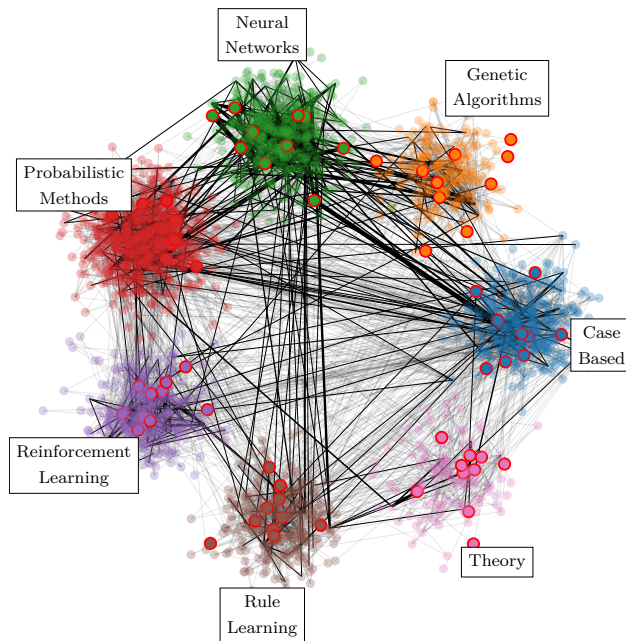 Neural
Networks
Genetic
Algorithms
Probabilistic
Methods
Case
Based
Reinforcement
Learning
Theory
Rule
Learning